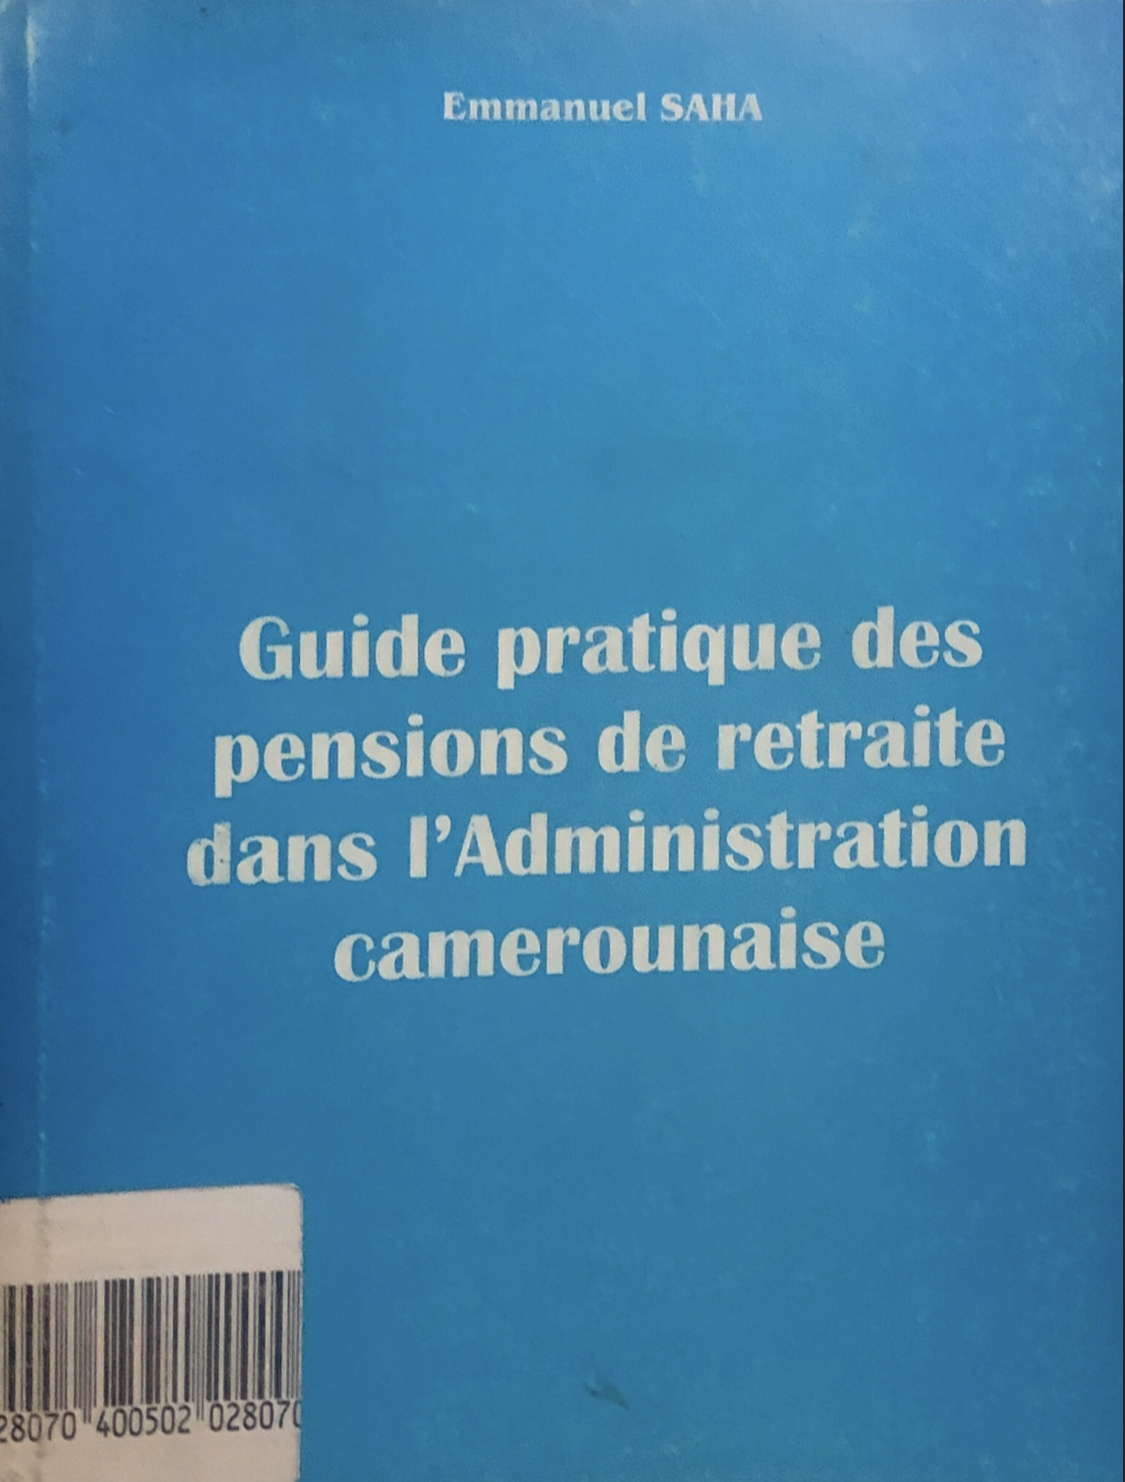 Emmanuel SAHA
Guide pratique des
pensions de retraite
dans l'Administration
camerounaise
28070 400502 02807